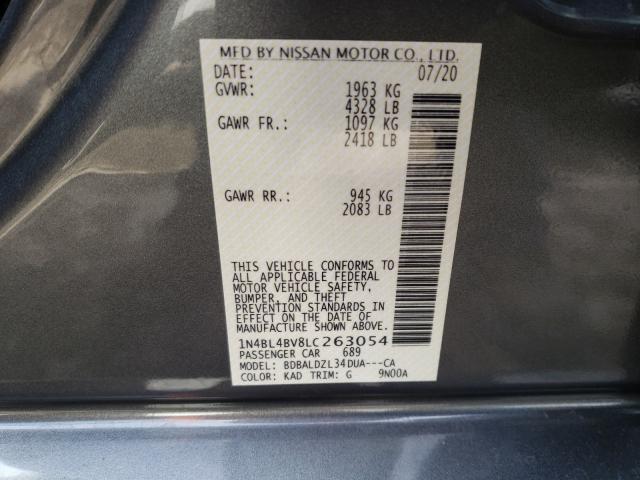 MFD BY NISSAN MOTOR CO., LTD.
DATE: 07/20
GVWR: 1963 KG
4328 LB
GAWR FR.: 1097 KG
2418 LB
GAWR RR.: 945 KG
2083 LB
THIS VEHICLE CONFORMS TO
ALL APPLICABLE FEDERAL
MOTOR VEHICLE SAFETY,
BUMPER, AND THEFT
PREVENTION STANDARDS IN
EFFECT ON THE DATE OF
MANUFACTURE SHOWN ABOVE.
1N4BL4BV8LC263054
PASSENGER CAR 689
MODEL: BDBALDZL34DUA---CA
COLOR: KAD TRIM: G 9N00A